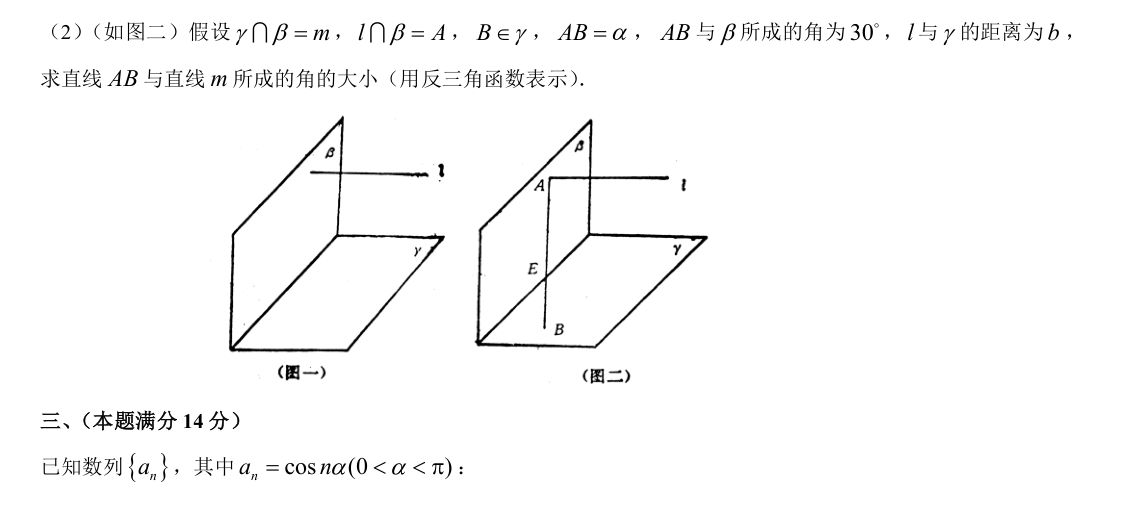 （2）（如图二）假设γ∩β=m，l∩β=A，B∈γ，AB=α，AB与β所成的角为30°，l与γ的距离为b，
求直线AB与直线m所成的角的大小（用反三角函数表示）.
β
l
γ
(图一)
β
A
l
E
γ
B
(图二)
三、（本题满分14分）
已知数列{aₙ}，其中aₙ=cos nα(0<α<π)：